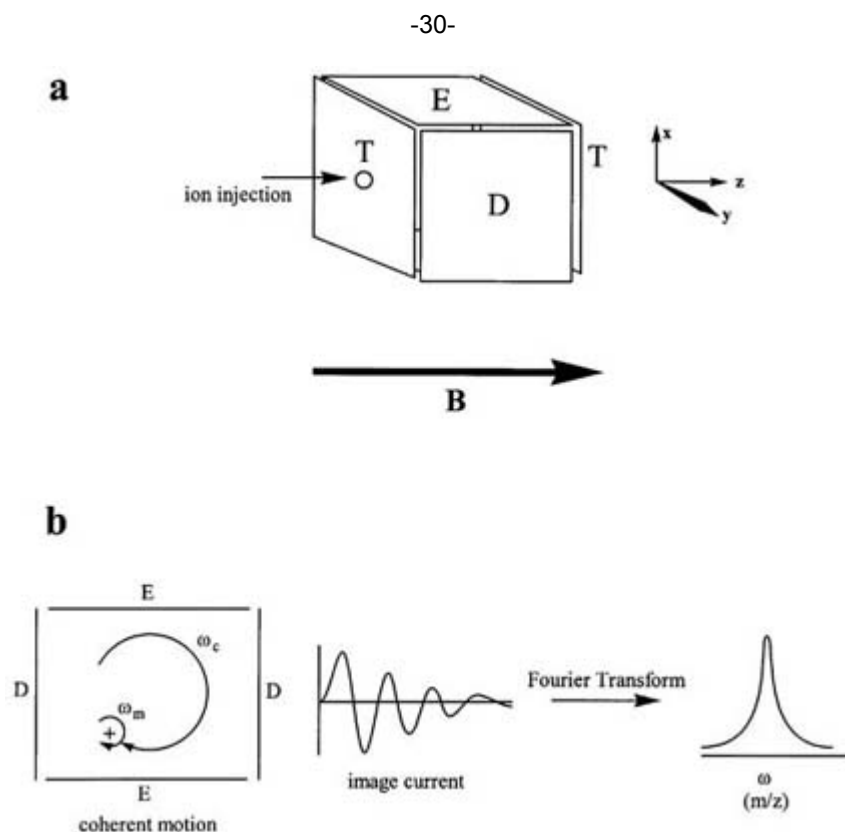 -30-
a
E
T
T
ion injection
D
x
z
y
B
b
E
ω_c
D
D
ω_m
+
E
coherent motion
image current
Fourier Transform
ω
(m/z)